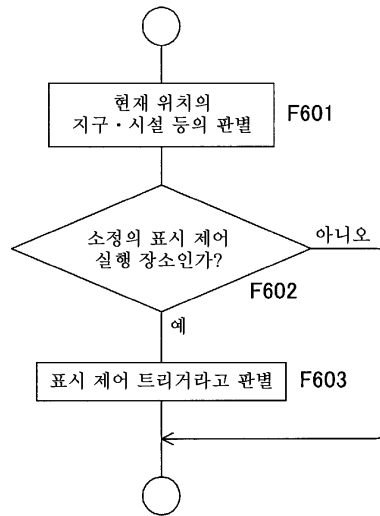 현재 위치의
지구·시설 등의 판별
F601
소정의 표시 제어
실행 장소인가?
아니오
F602
예
표시 제어 트리거라고 판별
F603